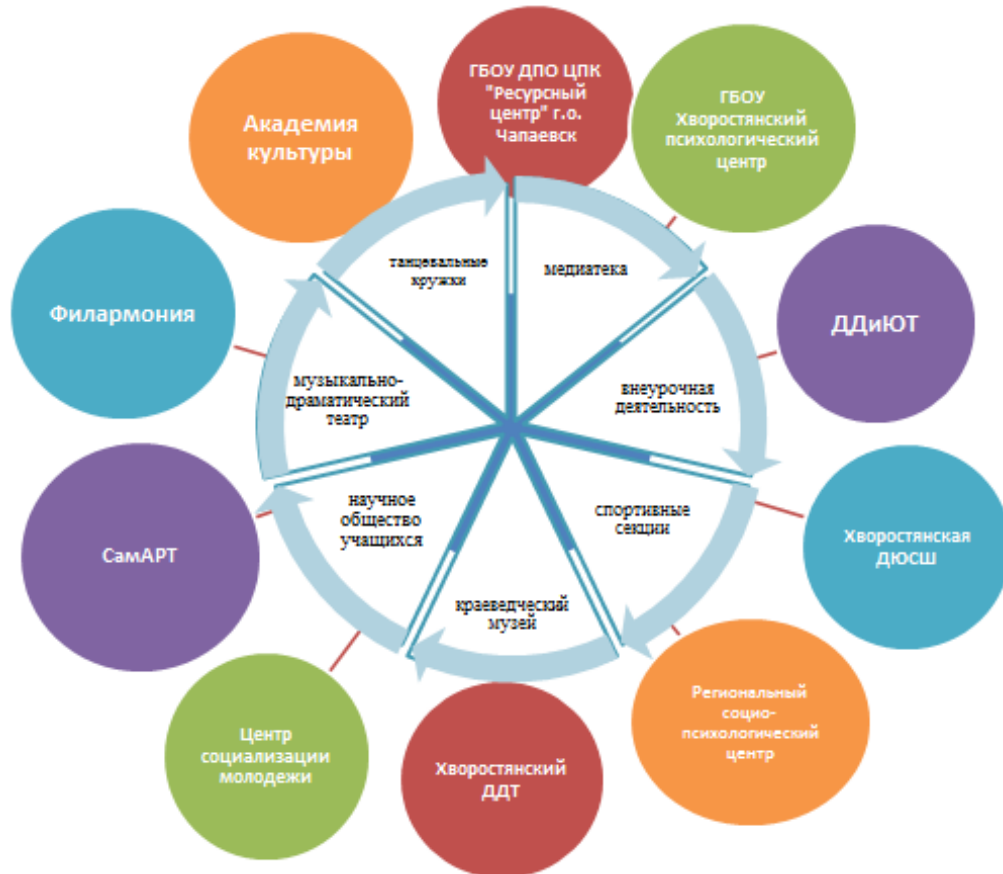 ГБОУ ДПО ЦПК
"Ресурсный
центр" г.о.
Чапаевск
ГБОУ
Хворостянский
психологический
центр
ДДиЮТ
Хворостянская
ДЮСШ
Региональный
социо-
психологический
центр
Хворостянский
ДДТ
Центр
социализации
молодежи
СамАРТ
Филармония
Академия
культуры
медиатека
внеурочная
деятельность
спортивные
секции
краеведческий
музей
научное
общество
учащихся
музыкально-
драматический
театр
танцевальные
кружки